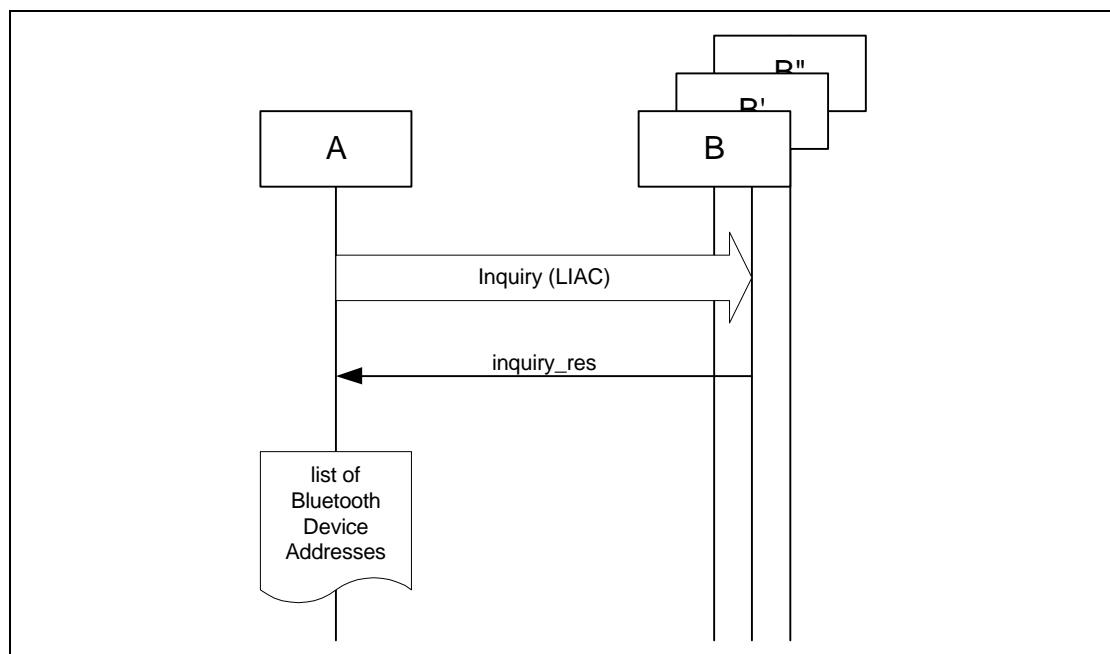 B"
B'
A
B
Inquiry (LIAC)
inquiry_res
list of
Bluetooth
Device
Addresses